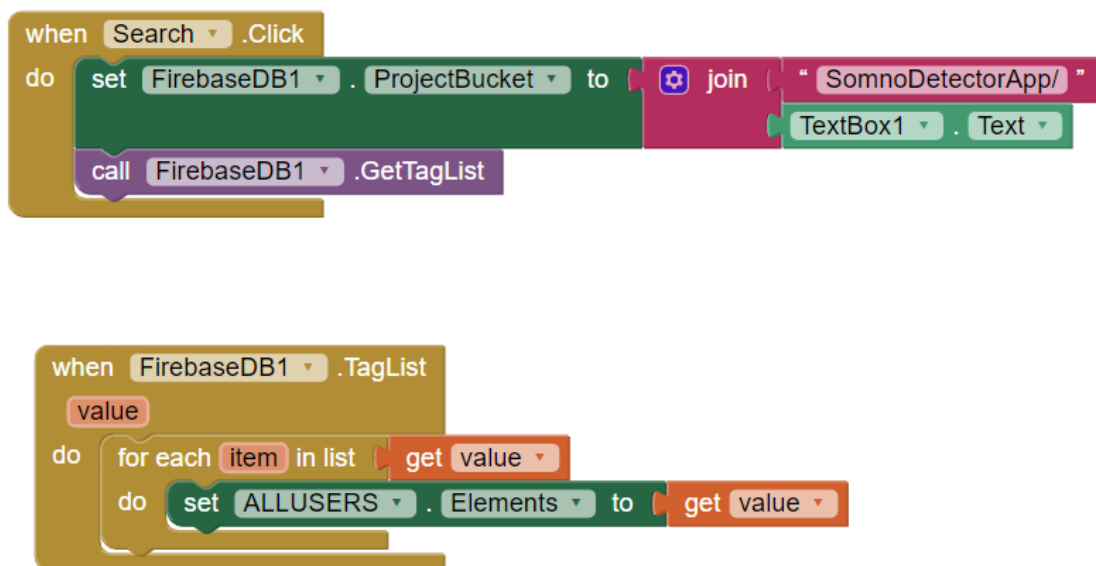 when Search .Click
do set FirebaseDB1 . ProjectBucket to join " SomnoDetectorApp/ "
TextBox1 . Text
call FirebaseDB1 .GetTagList
when FirebaseDB1 .TagList
value
do for each item in list get value
do set ALLUSERS . Elements to get value